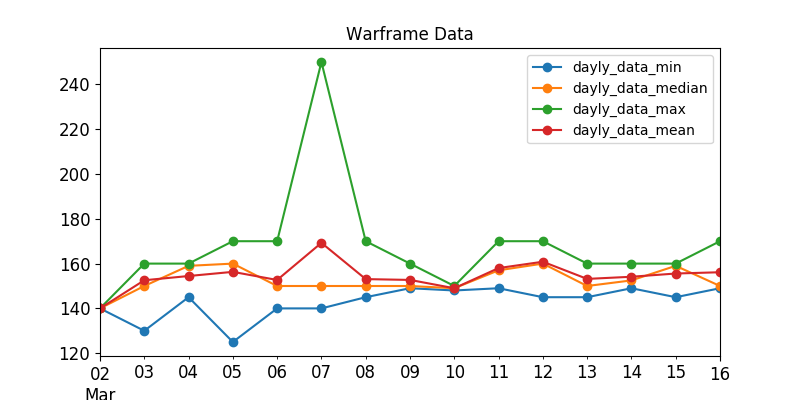 Warframe Data
dayly_data_min
dayly_data_median
dayly_data_max
dayly_data_mean
240
220
200
180
160
140
120
02 03 04 05 06 07 08 09 10 11 12 13 14 15 16
Mar